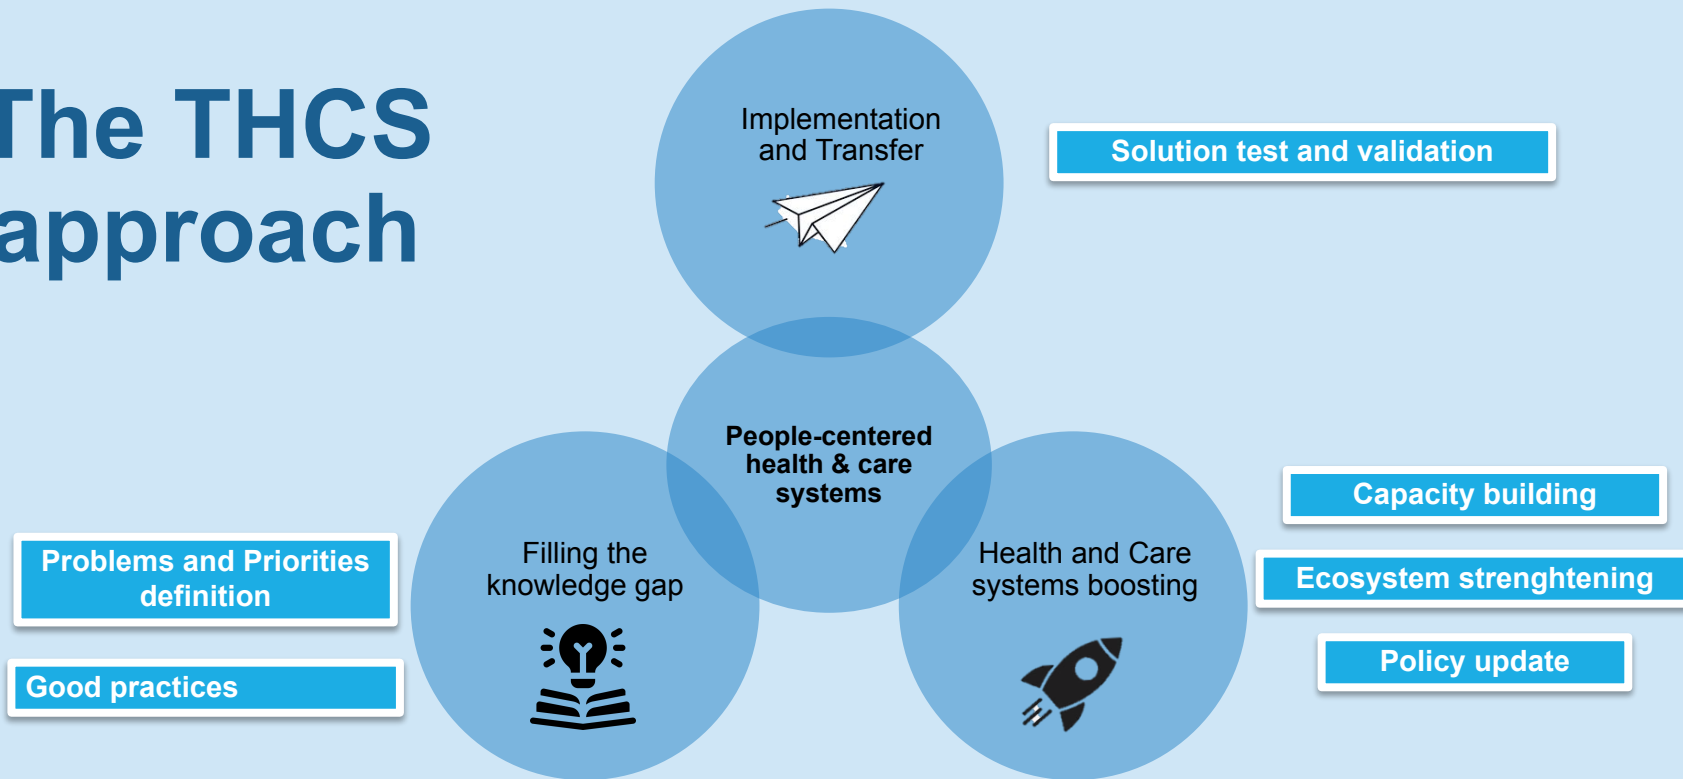 The THCS
approach
Implementation
and Transfer
Solution test and validation
People-centered
health & care
systems
Capacity building
Problems and Priorities
definition
Filling the
knowledge gap
Health and Care
systems boosting
Ecosystem strenghtening
Good practices
Policy update